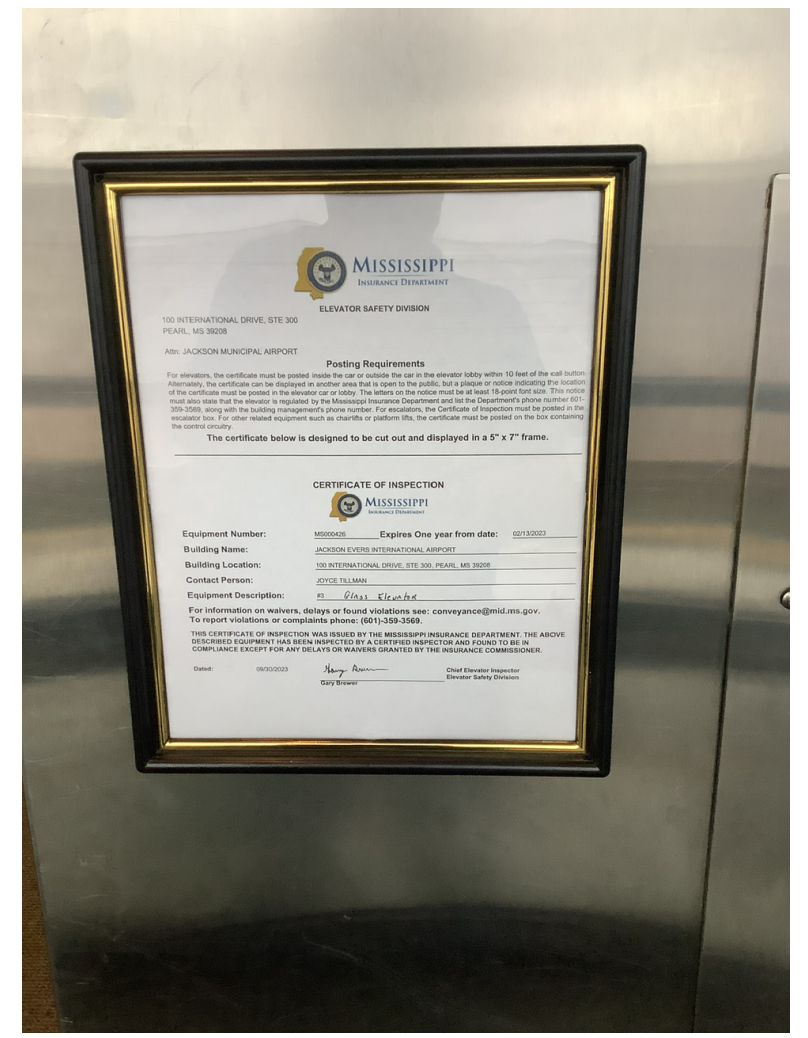 MISSISSIPPI
INSURANCE DEPARTMENT
ELEVATOR SAFETY DIVISION
100 INTERNATIONAL DRIVE, STE 300
PEARL, MS 39208
Attn: JACKSON MUNICIPAL AIRPORT
Posting Requirements
For elevators, the certificate must be posted inside the car or outside the car in the elevator lobby within 10 feet of the call button.
Alternately, the certificate can be displayed in another area that is open to the public, but a plaque or notice indicating the location
of the certificate must be posted in the elevator car or lobby. The letters on the notice must be at least 18-point font size. This notice
must also state that the elevator is regulated by the Mississippi Insurance Department and list the Department's phone number 601-
359-3569, along with the building management's phone number. For escalators, the Certificate of Inspection must be posted in the
escalator box. For other related equipment such as chairlifts or platform lifts, the certificate must be posted on the box containing
the control circuitry.
The certificate below is designed to be cut out and displayed in a 5" x 7" frame.
CERTIFICATE OF INSPECTION
MISSISSIPPI
INSURANCE DEPARTMENT
Equipment Number: MS000426 Expires One year from date: 02/13/2023
Building Name: JACKSON EVERS INTERNATIONAL AIRPORT
Building Location: 100 INTERNATIONAL DRIVE, STE 300, PEARL, MS 39208
Contact Person: JOYCE TILLMAN
Equipment Description: #3 Glass Elevator
For information on waivers, delays or found violations see: conveyance@mid.ms.gov.
To report violations or complaints phone: (601)-359-3569.
THIS CERTIFICATE OF INSPECTION WAS ISSUED BY THE MISSISSIPPI INSURANCE DEPARTMENT. THE ABOVE
DESCRIBED EQUIPMENT HAS BEEN INSPECTED BY A CERTIFIED INSPECTOR AND FOUND TO BE IN
COMPLIANCE EXCEPT FOR ANY DELAYS OR WAIVERS GRANTED BY THE INSURANCE COMMISSIONER.
Dated: 09/30/2023 Chief Elevator Inspector
Elevator Safety Division
Gary Brewer